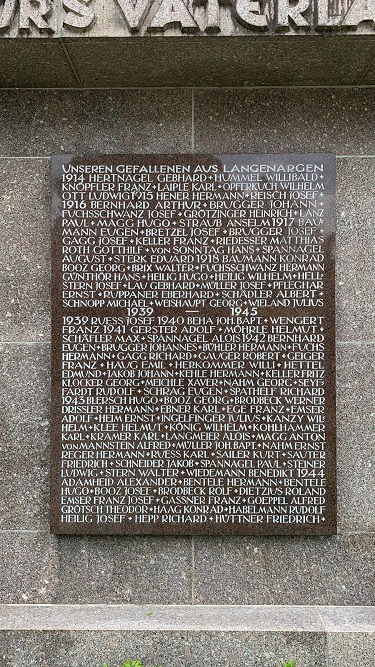 URS VATERLA
UNSEREN GEFALLENEN AUS LANGENARGEN
1914 HERTNAGEL GEBHARD + HUMMEL WILLIBALD +
KNÖPFLER FRANZ + LAIPLE KARL + OPFERKUCH WILHELM
OTT LUDWIG 1915 HENER HERMANN + REISCH JOSEF +
1916 BERNHARD ARTHUR + BRUGGER JOHANN +
FUCHSSCHWANZ JOSEF + GRÖTZINGER HEINRICH + LANZ
PAUL + MAGG HUGO + STRAUB ANSELM 1917 BAU
MANN EUGEN + BRETZEL JOSEF + BRUGGER JOSEF +
GAGG JOSEF + KELLER FRANZ + RIEDESSER MATTHIAS
ROTH GOTTHILF + VON SONNTAG HANS + SPANNAGEL
AUGUST + STERK EDUARD 1918 BAUMANN KONRAD
BOOZ GEORG + BRIX WALTER + FUCHSWANZ HERMANN
GÜNTHÖR HANS + HEILIG HUGO + HEILIG WILHELM + HELL
STERN JOSEF + LAU GEBHARD + MÜLLER JOSEF + PFLEGHAR
ERNST + RUPPANER EBERHARD + SCHÄDLER ALBERT +
SCHNOPP MICHAEL + WEISHAUPT GEORG + WIELAND JULIUS
1939 — 1945
1939 RUESS JOSEF 1940 BEHA JOH.BAPT. + WENGERT
FRANZ 1941 GERSTER ADOLF + MÖHRLE HELMUT +
SCHÄTLER MAX + SPANNAGEL ALOIS 1942 BERNHARD
EUGEN + BRUGGER JOHANNES + BÜHLER HERMANN + FUCHS
HERMANN + GAGG RICHARD + GAUGER ROBERT + GEIGER
FRANZ + HAUG EMIL + HERKOMMER WILLI + HETTEL
EDMUND + JAKOB JOHANN + KEHLE HERMANN + KELLER FRITZ
KLOCKER GEORG + MEICHLE XAVER + NAHM GEORG + SEYF
FARDT RUDOLF + SCHRAG EUGEN + SPATHELF RICHARD
1943 BLERSCH HUGO + BOOZ GEORG + BRODBECK WERNER
DORISSLER HERMANN + EBNER KARL + EGE FRANZ + EMSER
ADOLF + HEIM ERNST + INGELFINGER JULIUS + KANZY WIL
HELM + KLEE HELMUT + KÖNIG WILHELM + KOHLHAMMER
KARL + KRAMER KARL + LANGMEIER ALOIS + MAGG ANTON
VON MANNSTEIN ALFRED + MÜLLER JOH. BAPT + NAHM ERNST
REGER HERMANN + RUESS KARL + SAILER KURT + SAUTER
FRIEDRICH + SCHNEIDER JAKOB + SPANNAGEL PAUL + STEINER
LUDWIG + STERN WALTER + WIEDEMANN BENEDIKT 1944
ADAMHEID ALEXANDER + BENTELE HERMANN + BENTELE
HUGO + BOOZ JOSEF + BRODBECK ROLF + DIETZIUS ROLAND
EMSER FRANZ JOSEF + GASSNER FRANZ + GOEPPEL ALFRED
GRÖTSCH THEODOR + HAAG KONRAD + HABELMANN RUDOLF
HEILIG JOSEF + HEPP RICHARD + HÜTTNER FRIEDRICH +